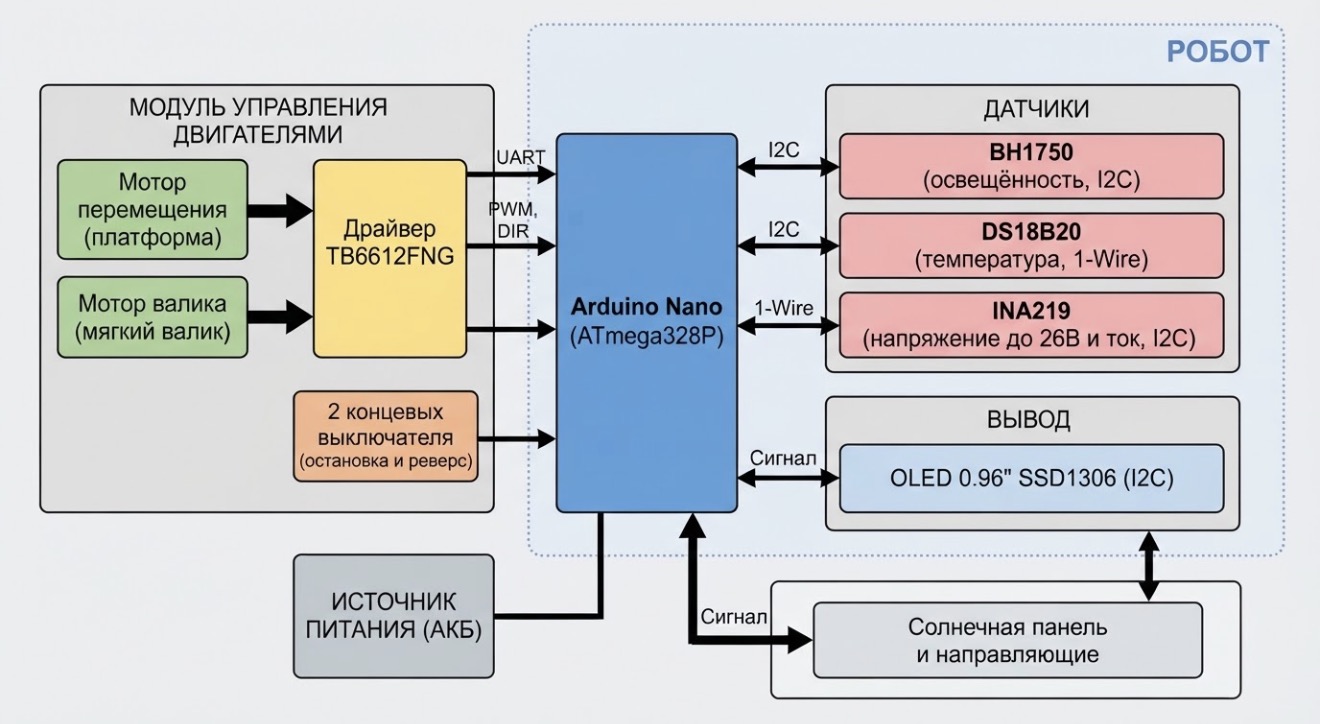 РОБОТ
МОДУЛЬ УПРАВЛЕНИЯ
ДВИГАТЕЛЯМИ
Мотор
перемещения
(платформа)
Мотор валика
(мягкий валик)
Драйвер
TB6612FNG
2 концевых
выключателя
(остановка и реверс)
UART
PWM,
DIR
Arduino Nano
(ATmega328P)
I2C
I2C
1-Wire
Сигнал
ДАТЧИКИ
BH1750
(освещённость, I2C)
DS18B20
(температура, 1-Wire)
INA219
(напряжение до 26В и ток, I2C)
ВЫВОД
OLED 0.96" SSD1306 (I2C)
ИСТОЧНИК
ПИТАНИЯ (АКБ)
Сигнал
Солнечная панель
и направляющие